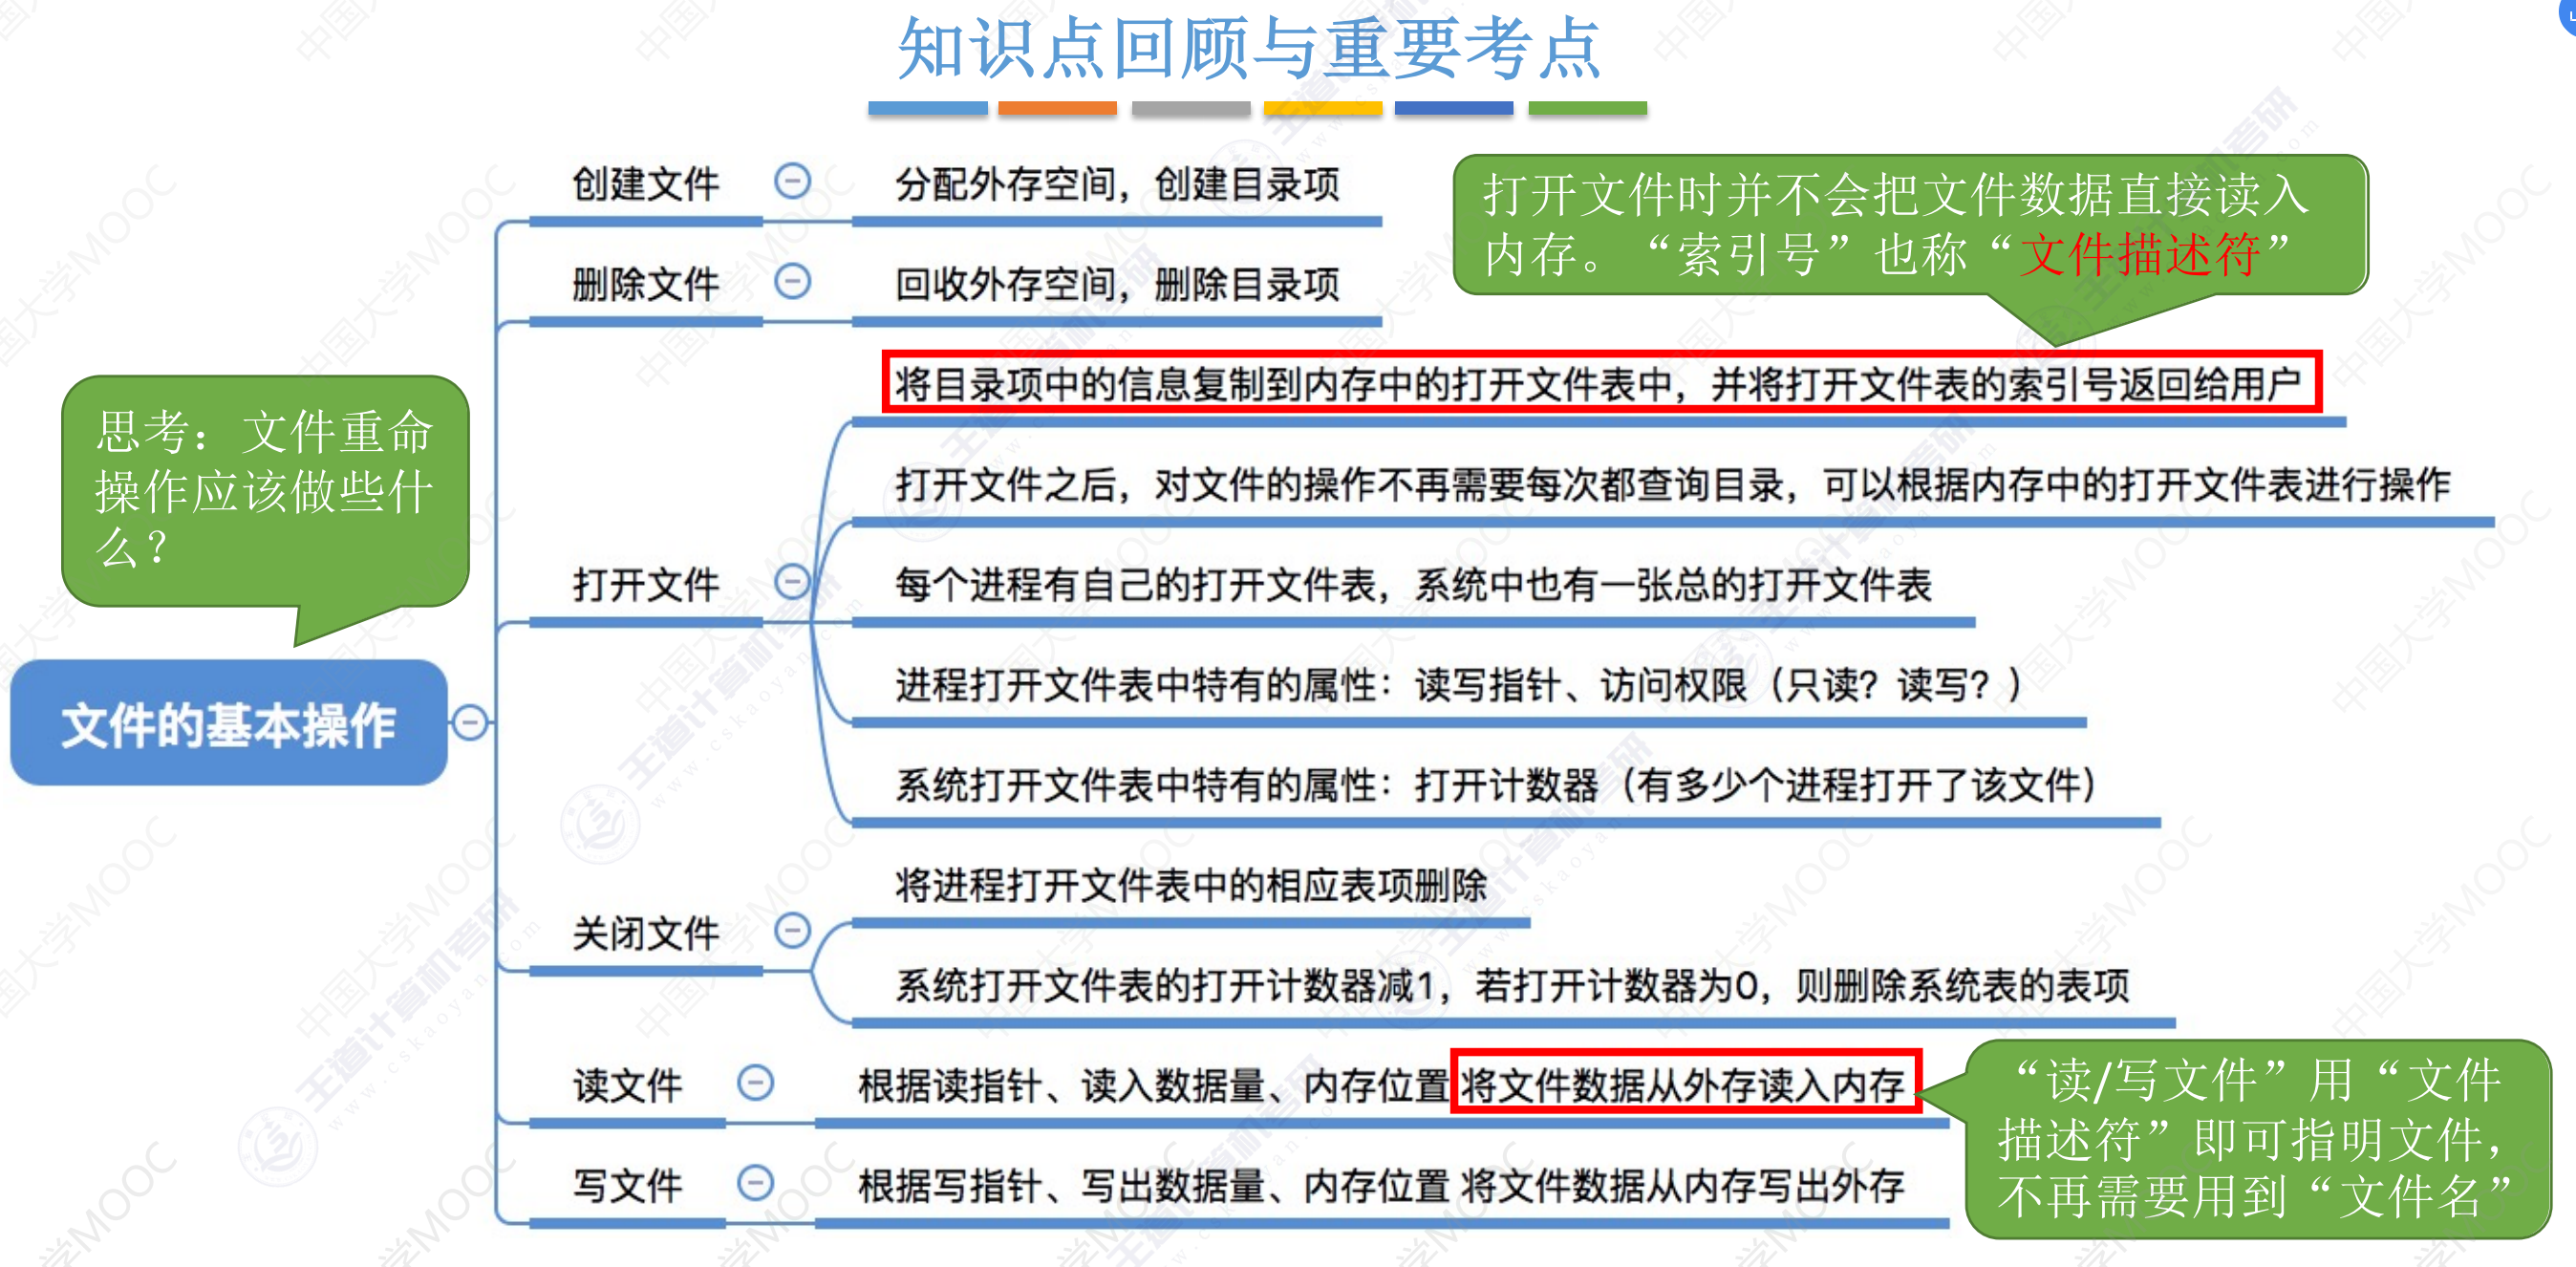 知识点回顾与重要考点
创建文件
分配外存空间，创建目录项
打开文件时并不会把文件数据直接读入
内存。“索引号”也称“文件描述符”
删除文件
回收外存空间，删除目录项
将目录项中的信息复制到内存中的打开文件表中，并将打开文件表的索引号返回给用户
思考：文件重命
操作应该做些什
么？
打开文件之后，对文件的操作不再需要每次都查询目录，可以根据内存中的打开文件表进行操作
打开文件
每个进程有自己的打开文件表，系统中也有一张总的打开文件表
进程打开文件表中特有的属性：读写指针、访问权限（只读？读写？）
文件的基本操作
系统打开文件表中特有的属性：打开计数器（有多少个进程打开了该文件）
将进程打开文件表中的相应表项删除
关闭文件
系统打开文件表的打开计数器减1，若打开计数器为0，则删除系统表的表项
读文件
根据读指针、读入数据量、内存位置 将文件数据从外存读入内存
“读/写文件”用“文件
描述符”即可指明文件，
不再需要用到“文件名”
写文件
根据写指针、写出数据量、内存位置 将文件数据从内存写出外存
中国大学MOOC
王道计算机考研
www.cskaoyan.com